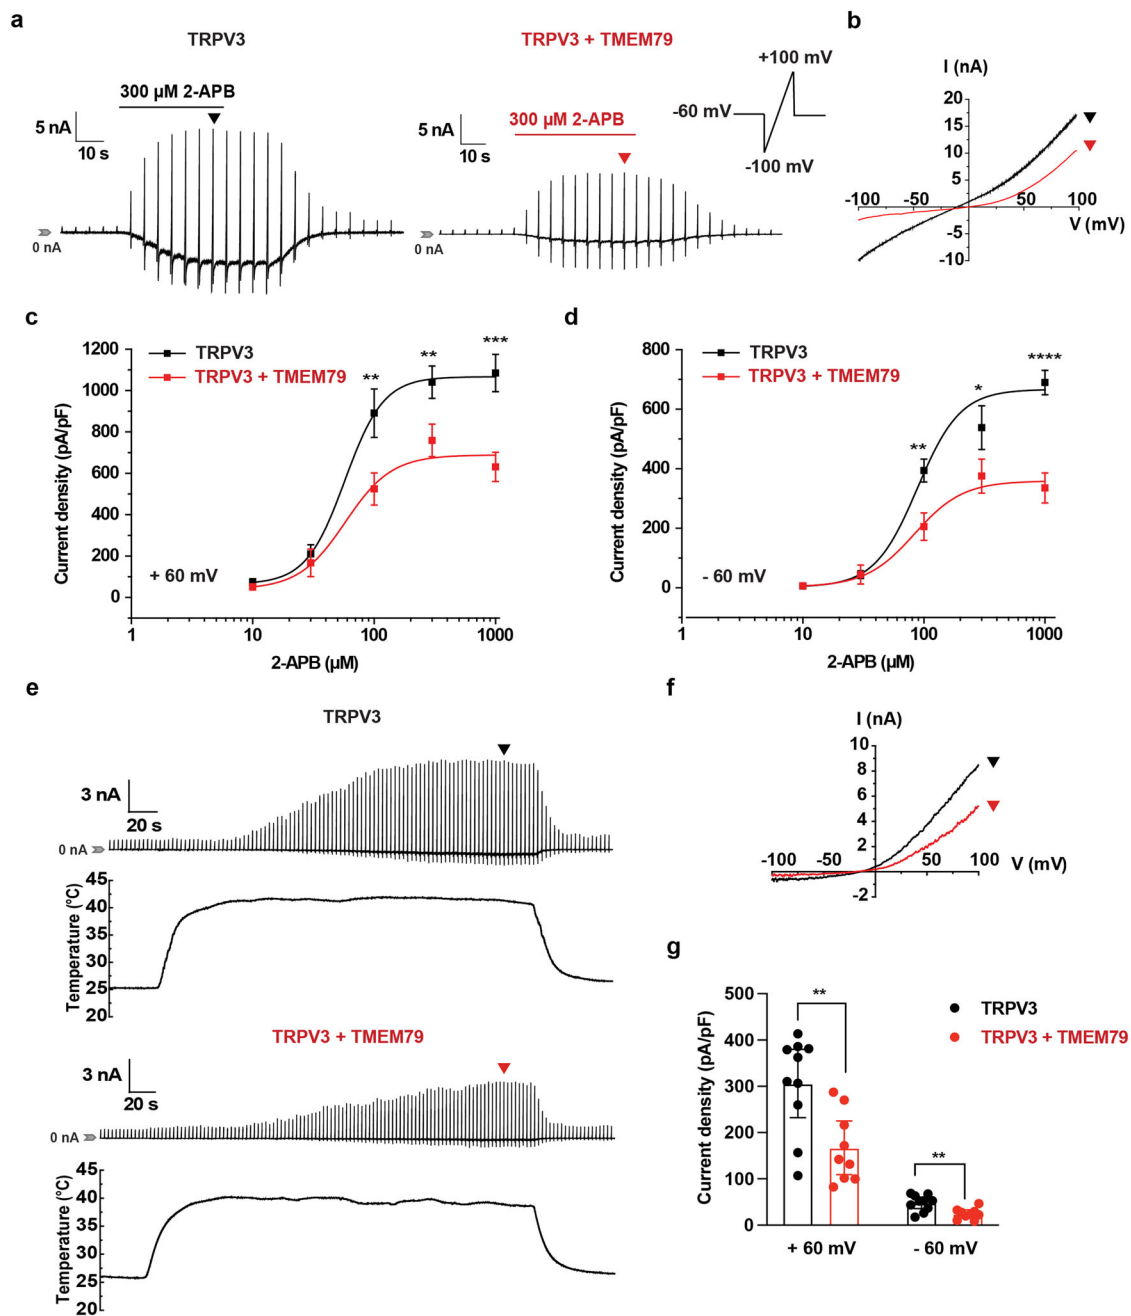 a
TRPV3
TRPV3 + TMEM79
300 µM 2-APB
5 nA
10 s
0 nA
300 µM 2-APB
5 nA
10 s
0 nA
+100 mV
-60 mV
-100 mV
b
I (nA)
20
15
10
5
-100 -50 50 100
V (mV)
-5
-10
c
TRPV3
TRPV3 + TMEM79
** ** ***
Current density (pA/pF)
1200
1000
800
600
400
200
0
+ 60 mV
1 10 100 1000
2-APB (µM)
d
TRPV3
TRPV3 + TMEM79
** * ****
Current density (pA/pF)
800
600
400
200
0
- 60 mV
1 10 100 1000
2-APB (µM)
e
TRPV3
3 nA
20 s
0 nA
Temperature (°C)
45
40
35
30
25
20
TRPV3 + TMEM79
3 nA
20 s
0 nA
Temperature (°C)
45
40
35
30
25
20
f
I (nA)
10
8
6
4
2
-100 -50 50 100
V (mV)
-2
g
Current density (pA/pF)
500
400
300
200
100
0
**
**
TRPV3
TRPV3 + TMEM79
+ 60 mV - 60 mV